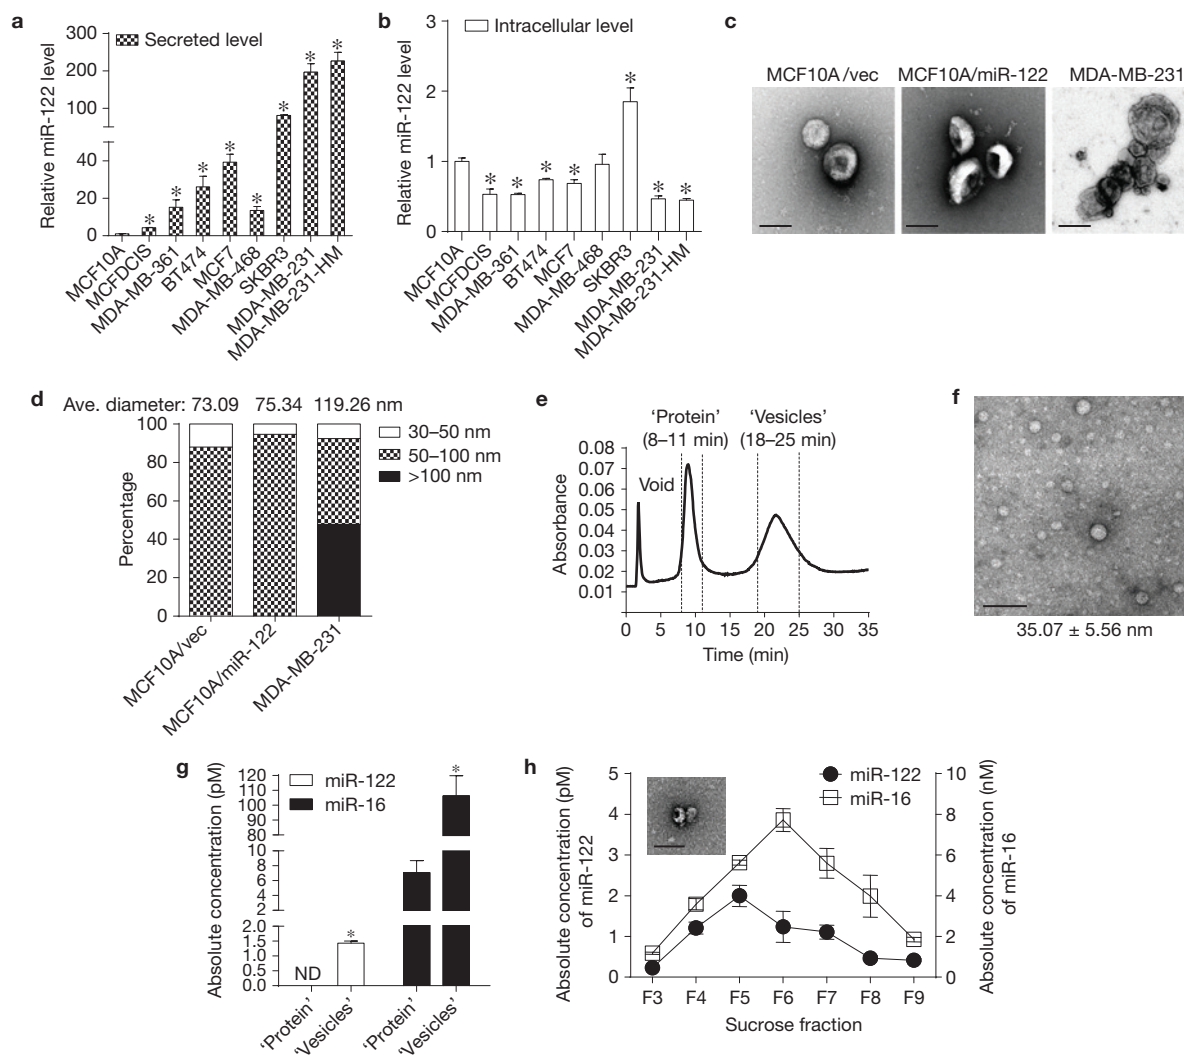 a
Secreted level
Relative miR-122 level
300
200
100
40
20
0
MCF10A
MCFDCIS
MDA-MB-361
BT474
MCF7
MDA-MB-468
SKBR3
MDA-MB-231
MDA-MB-231-HM
* * * * * * * *
b
Intracellular level
Relative miR-122 level
3
2
1
0
MCF10A
MCFDCIS
MDA-MB-361
BT474
MCF7
MDA-MB-468
SKBR3
MDA-MB-231
MDA-MB-231-HM
* * * * * * *
c
MCF10A/vec
MCF10A/miR-122
MDA-MB-231
d
Ave. diameter: 73.09 75.34 119.26 nm
Percentage
100
80
60
40
20
0
30–50 nm
50–100 nm
>100 nm
MCF10A/vec
MCF10A/miR-122
MDA-MB-231
e
'Protein'
(8–11 min)
'Vesicles'
(18–25 min)
Void
Absorbance
0.08
0.07
0.06
0.05
0.04
0.03
0.02
0.01
0 5 10 15 20 25 30 35
Time (min)
f
35.07 ± 5.56 nm
g
miR-122
miR-16
Absolute concentration (pM)
120
110
100
90
80
10
8
6
4
2
2.0
1.5
1.0
0.5
0.0
ND
*
*
'Protein'
'Vesicles'
'Protein'
'Vesicles'
h
miR-122
miR-16
Absolute concentration (pM)
of miR-122
5
4
3
2
1
0
Absolute concentration (nM)
of miR-16
10
8
6
4
2
0
F3 F4 F5 F6 F7 F8 F9
Sucrose fraction